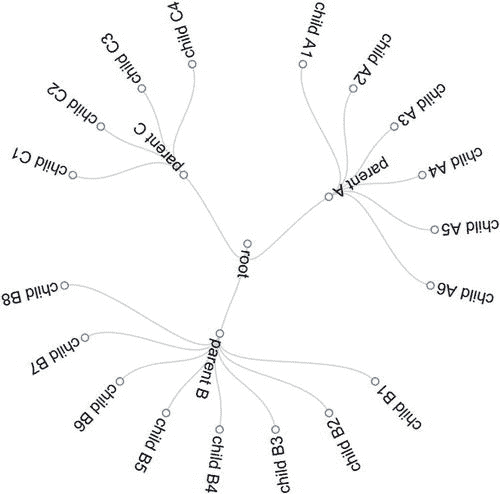 child C4
child C3
child C2
child C1
parent C
child A1
child A2
child A3
child A4
child A5
child A6
parent A
root
parent B
child B8
child B7
child B6
child B5
child B4
child B3
child B2
child B1